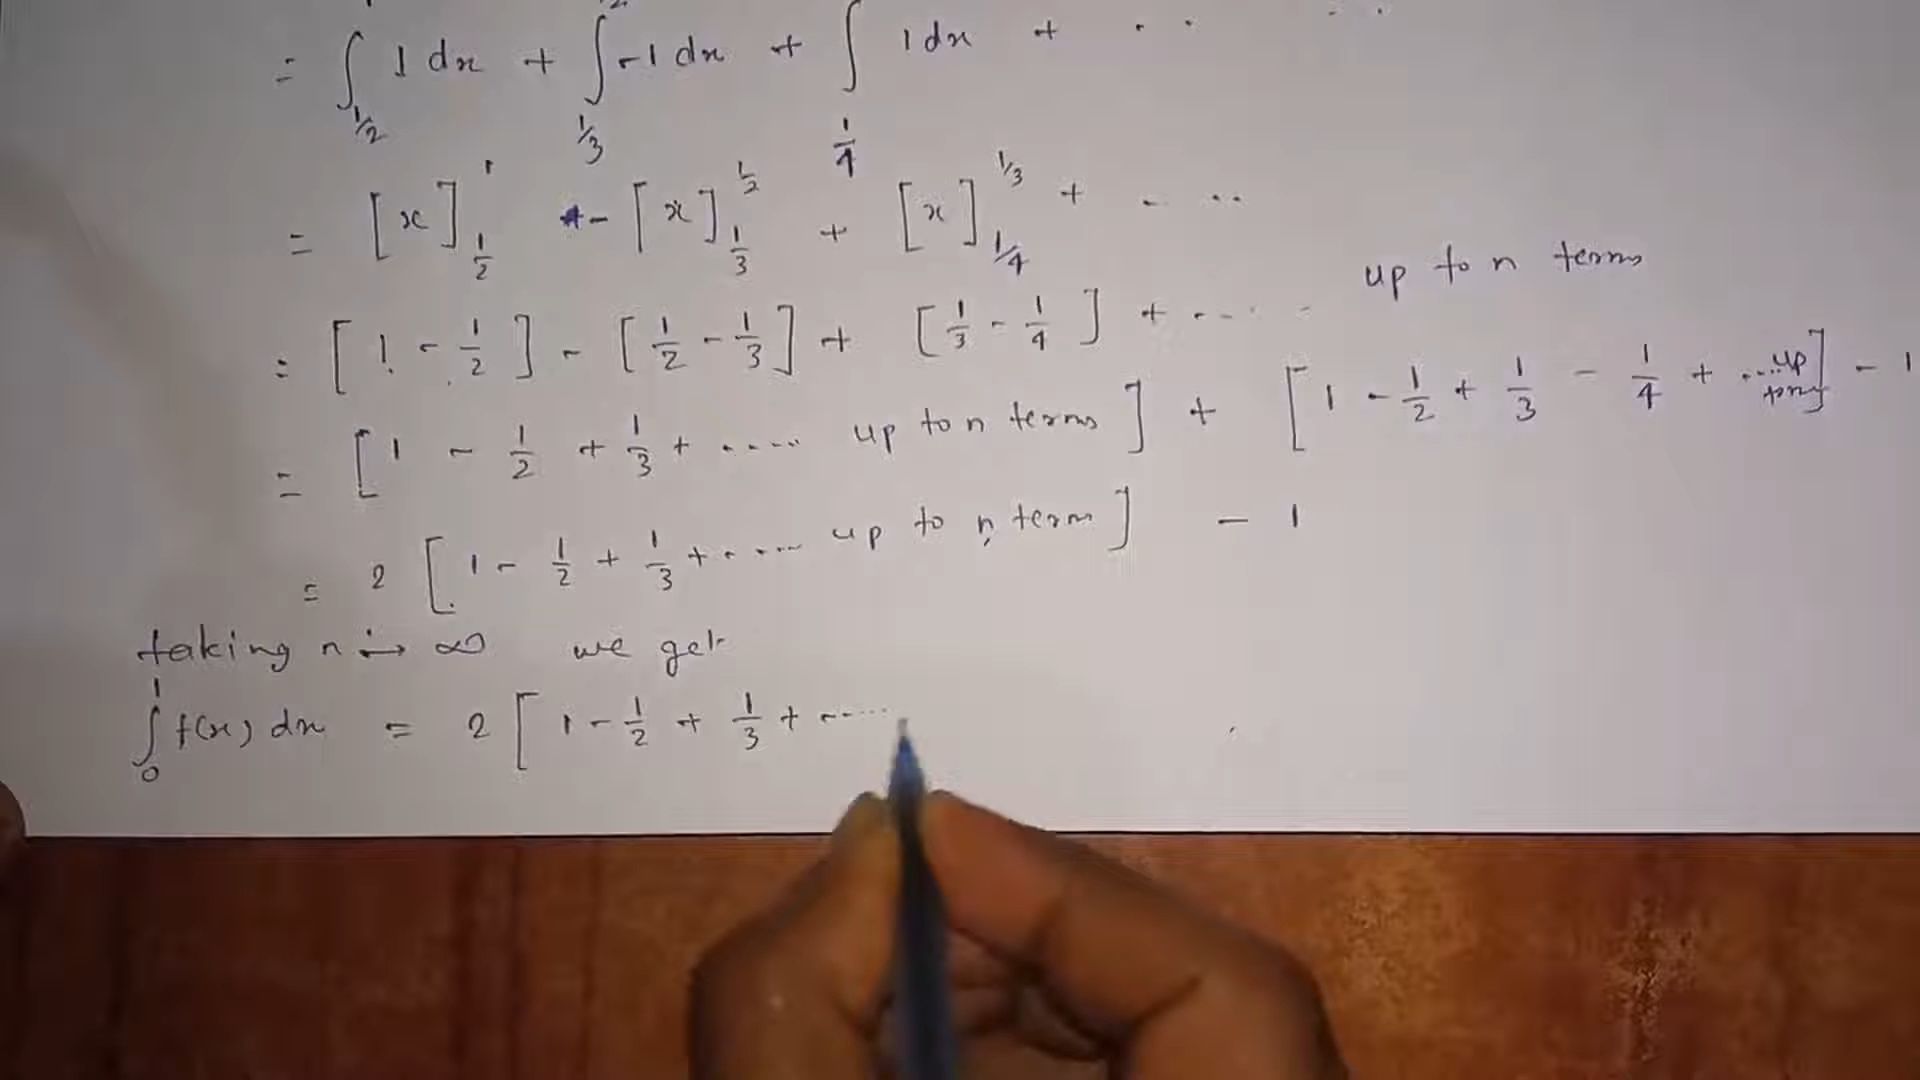 = ∫_{1/2} 1 dx + ∫_{1/3} -1 dx + ∫_{1/4} 1 dx + .. ..
= [x]_{1/2}^{1} - [x]_{1/3}^{1/2} + [x]_{1/4}^{1/3} + ...
= [1 - 1/2] - [1/2 - 1/3] + [1/3 - 1/4] + ..... up to n terms
= [1 - 1/2 + 1/3 + ..... up to n terms] + [1 - 1/2 + 1/3 - 1/4 + .... up] - 1
= 2 [1 - 1/2 + 1/3 + ..... up to n term] - 1
taking n → ∞ we get
∫_0^1 f(x) dx = 2 [1 - 1/2 + 1/3 + .....